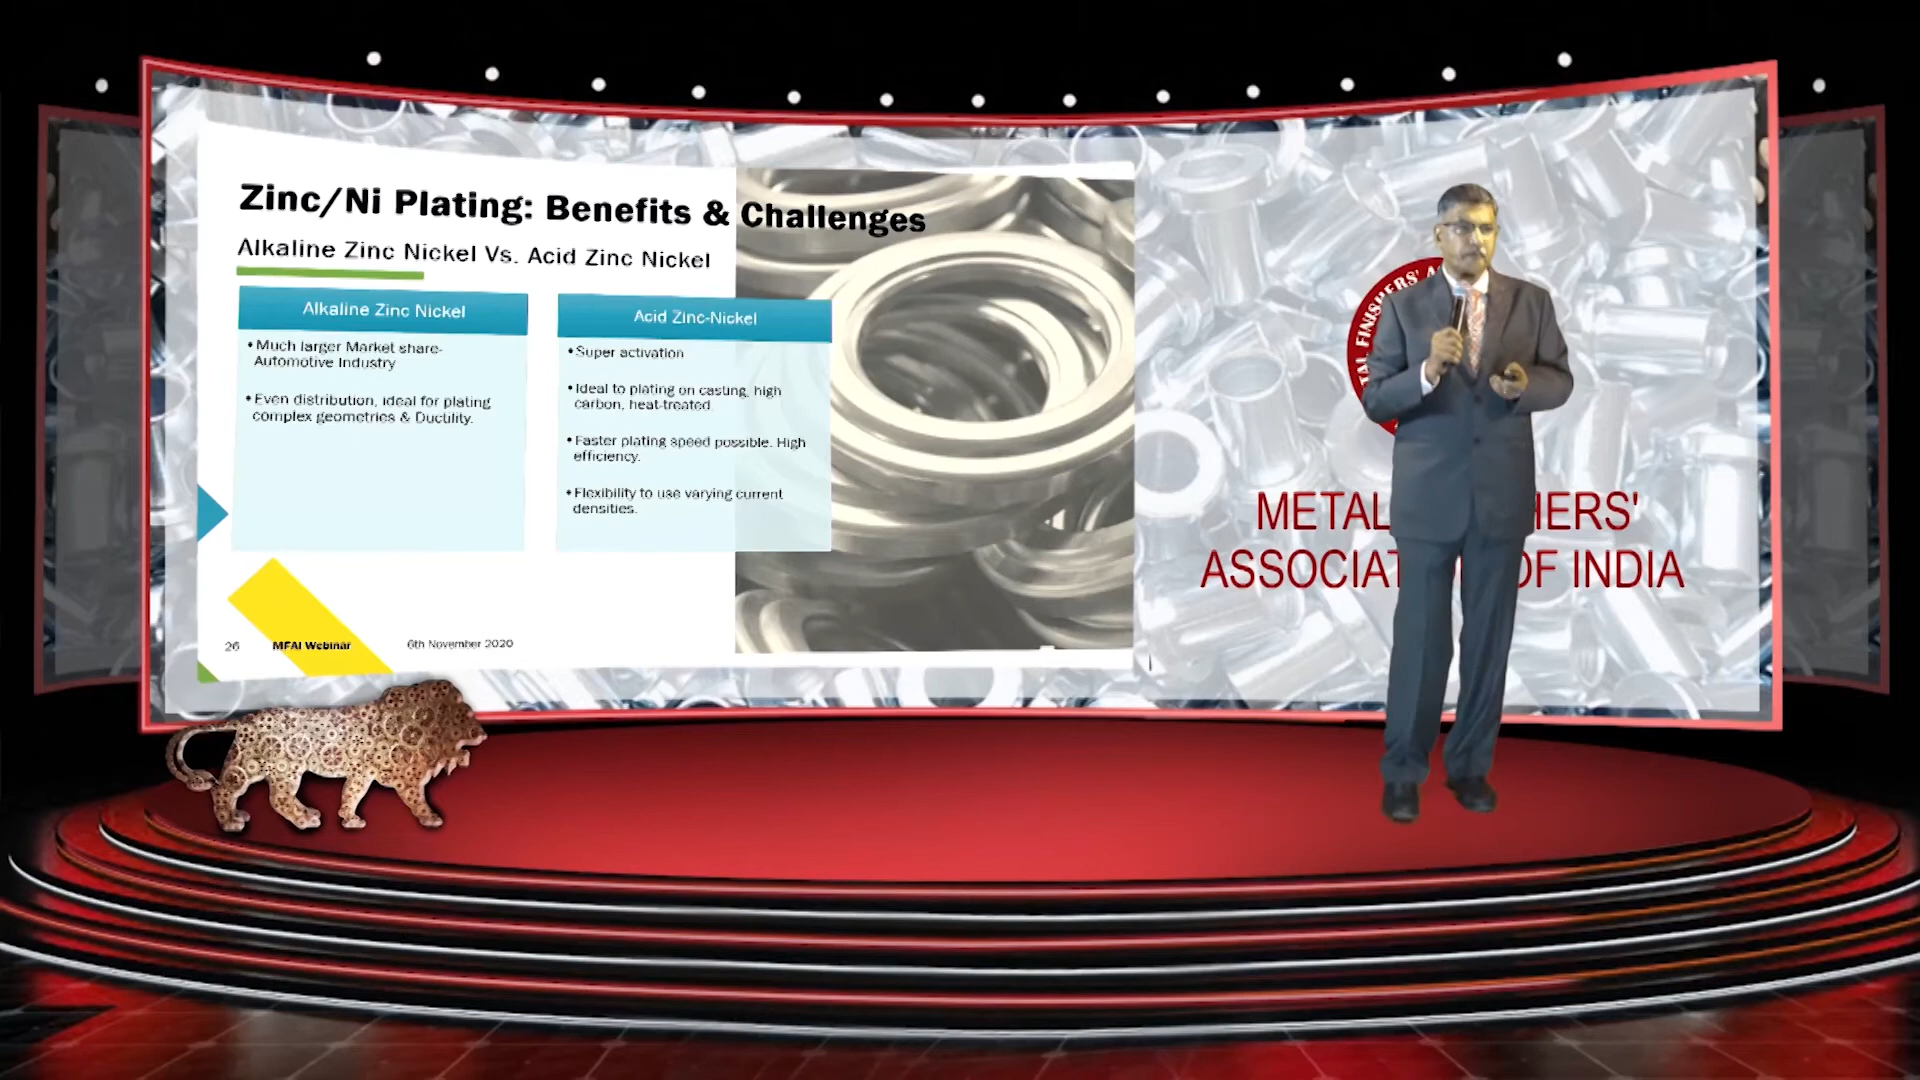 Zinc/Ni Plating: Benefits & Challenges
Alkaline Zinc Nickel Vs. Acid Zinc Nickel
Alkaline Zinc Nickel
• Much larger Market share-
Automotive Industry
• Even distribution, ideal for plating
complex geometries & Ductility.
Acid Zinc-Nickel
• Super activation
• Ideal to plating on casting, high
carbon, heat-treated
• Faster plating speed possible. High
efficiency.
• Flexibility to use varying current
densities.
26
MFAI Webinar
6th November 2020
TAL FINISHERS' A
METAL HERS'
ASSOCIAT OF INDIA